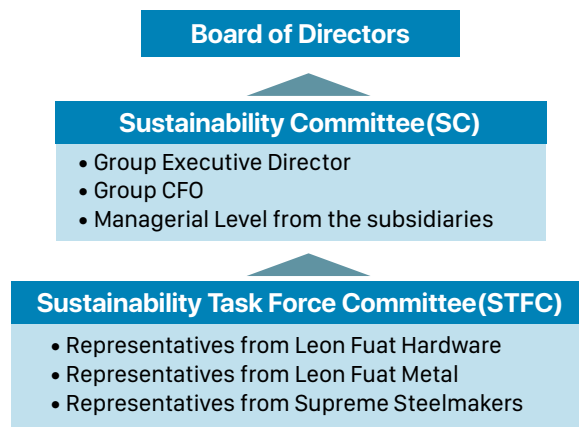 Board of Directors
Sustainability Committee(SC)
• Group Executive Director
• Group CFO
• Managerial Level from the subsidiaries
Sustainability Task Force Committee(STFC)
• Representatives from Leon Fuat Hardware
• Representatives from Leon Fuat Metal
• Representatives from Supreme Steelmakers